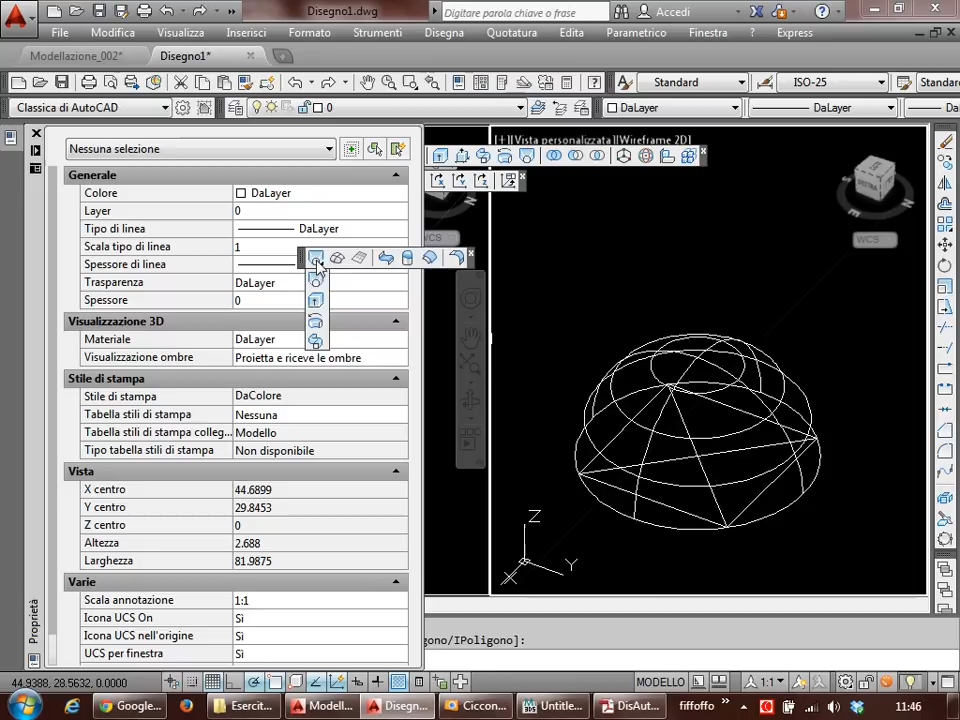 Disegno1.dwg
Digitare parola chiave o frase
Accedi
File Modifica Visualizza Inserisci Formato Strumenti Disegna Quotatura Edita Parametrico Finestra Express
Modellazione_002*
Disegno1*
Standard
ISO-25
Standard
Classica di AutoCAD
0
DaLayer
DaLayer
Nessuna selezione
[+][Vista personalizzata][Wireframe 2D]
Generale
Colore DaLayer
Layer 0
Tipo di linea DaLayer
Scala tipo di linea 1
Spessore di linea
Trasparenza DaLayer
Spessore 0
Visualizzazione 3D
Materiale DaLayer
Visualizzazione ombre Proietta e riceve le ombre
Stile di stampa
Stile di stampa DaColore
Tabella stili di stampa Nessuna
Tabella stili di stampa colleg... Modello
Tipo tabella stili di stampa Non disponibile
Vista
X centro 44.6899
Y centro 29.8453
Z centro 0
Altezza 2.688
Larghezza 81.9875
Varie
Scala annotazione 1:1
Icona UCS On Sì
Icona UCS nell'origine Sì
UCS per finestra Sì
Proprietà
WCS
WCS
Z
Y
X
gono/IPoligono]:
44.9388, 28.5632, 0.0000
MODELLO
1:1
Google...
Esercit...
Modell...
Disegn...
Ciccon...
Untitle...
DisAut...
fiffoffo
11:46